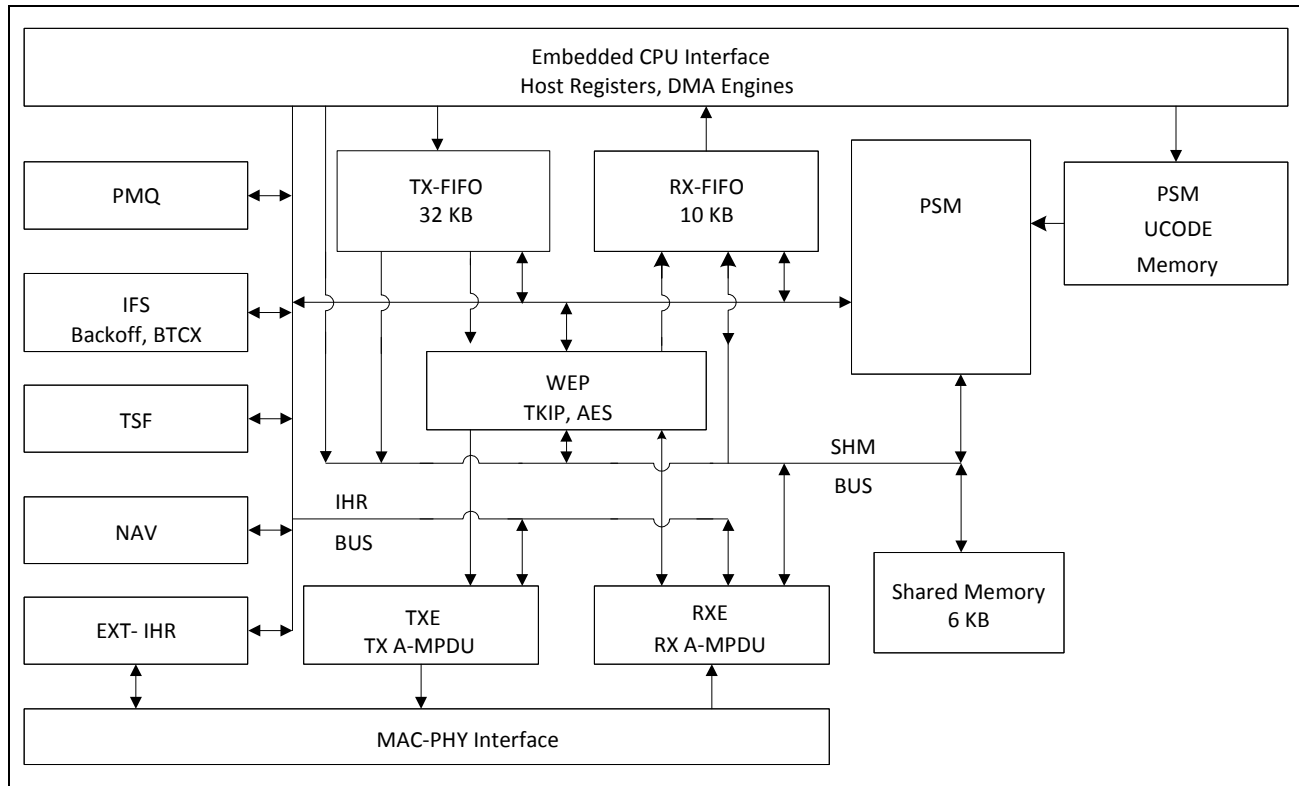 Embedded CPU Interface
Host Registers, DMA Engines
PMQ
TX-FIFO
32 KB
RX-FIFO
10 KB
PSM
PSM
UCODE
Memory
IFS
Backoff, BTCX
WEP
TKIP, AES
TSF
SHM
BUS
IHR
BUS
NAV
EXT- IHR
TXE
TX A-MPDU
RXE
RX A-MPDU
Shared Memory
6 KB
MAC-PHY Interface